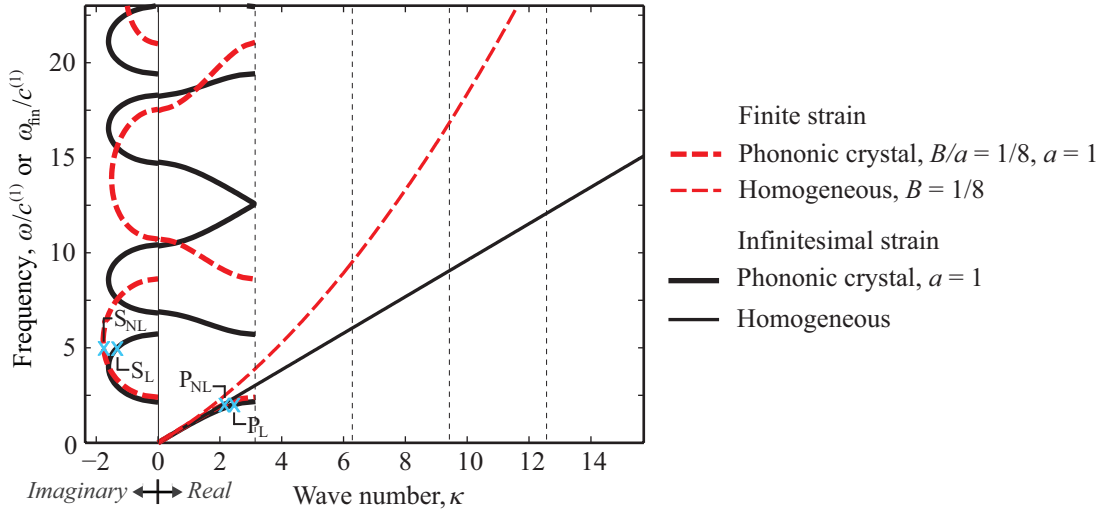 Frequency, ω/c⁽¹⁾ or ω_fin/c⁽¹⁾
20
15
10
5
0
S_NL
S_L
P_NL
P_L
−2 0 2 4 6 8 10 12 14
Imaginary Real
Wave number, κ
Finite strain
Phononic crystal, B/a = 1/8, a = 1
Homogeneous, B = 1/8
Infinitesimal strain
Phononic crystal, a = 1
Homogeneous